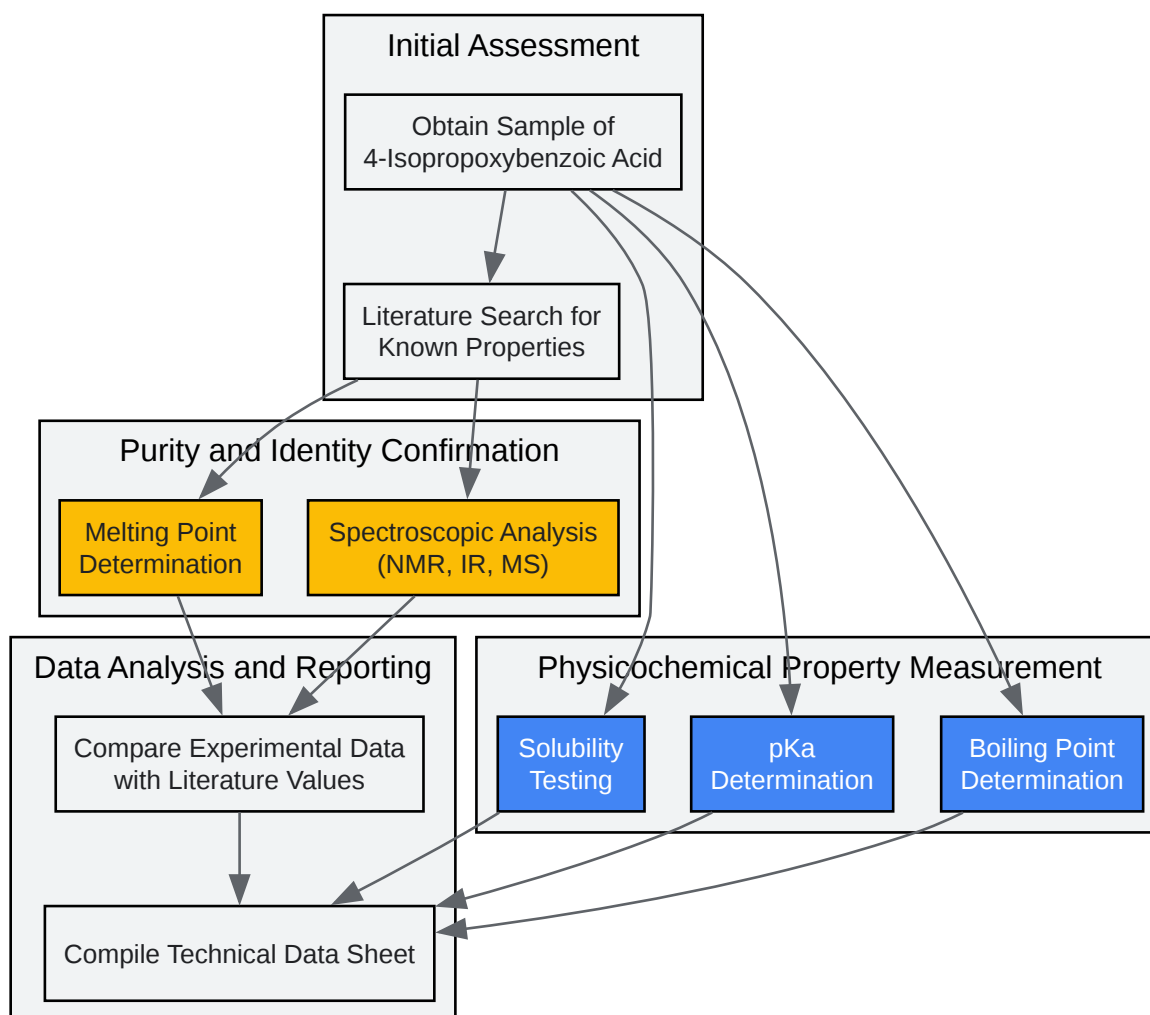 Initial Assessment
Obtain Sample of
4-Isopropoxybenzoic Acid
Literature Search for
Known Properties
Purity and Identity Confirmation
Melting Point
Determination
Spectroscopic Analysis
(NMR, IR, MS)
Data Analysis and Reporting
Compare Experimental Data
with Literature Values
Compile Technical Data Sheet
Physicochemical Property Measurement
Solubility
Testing
pKa
Determination
Boiling Point
Determination